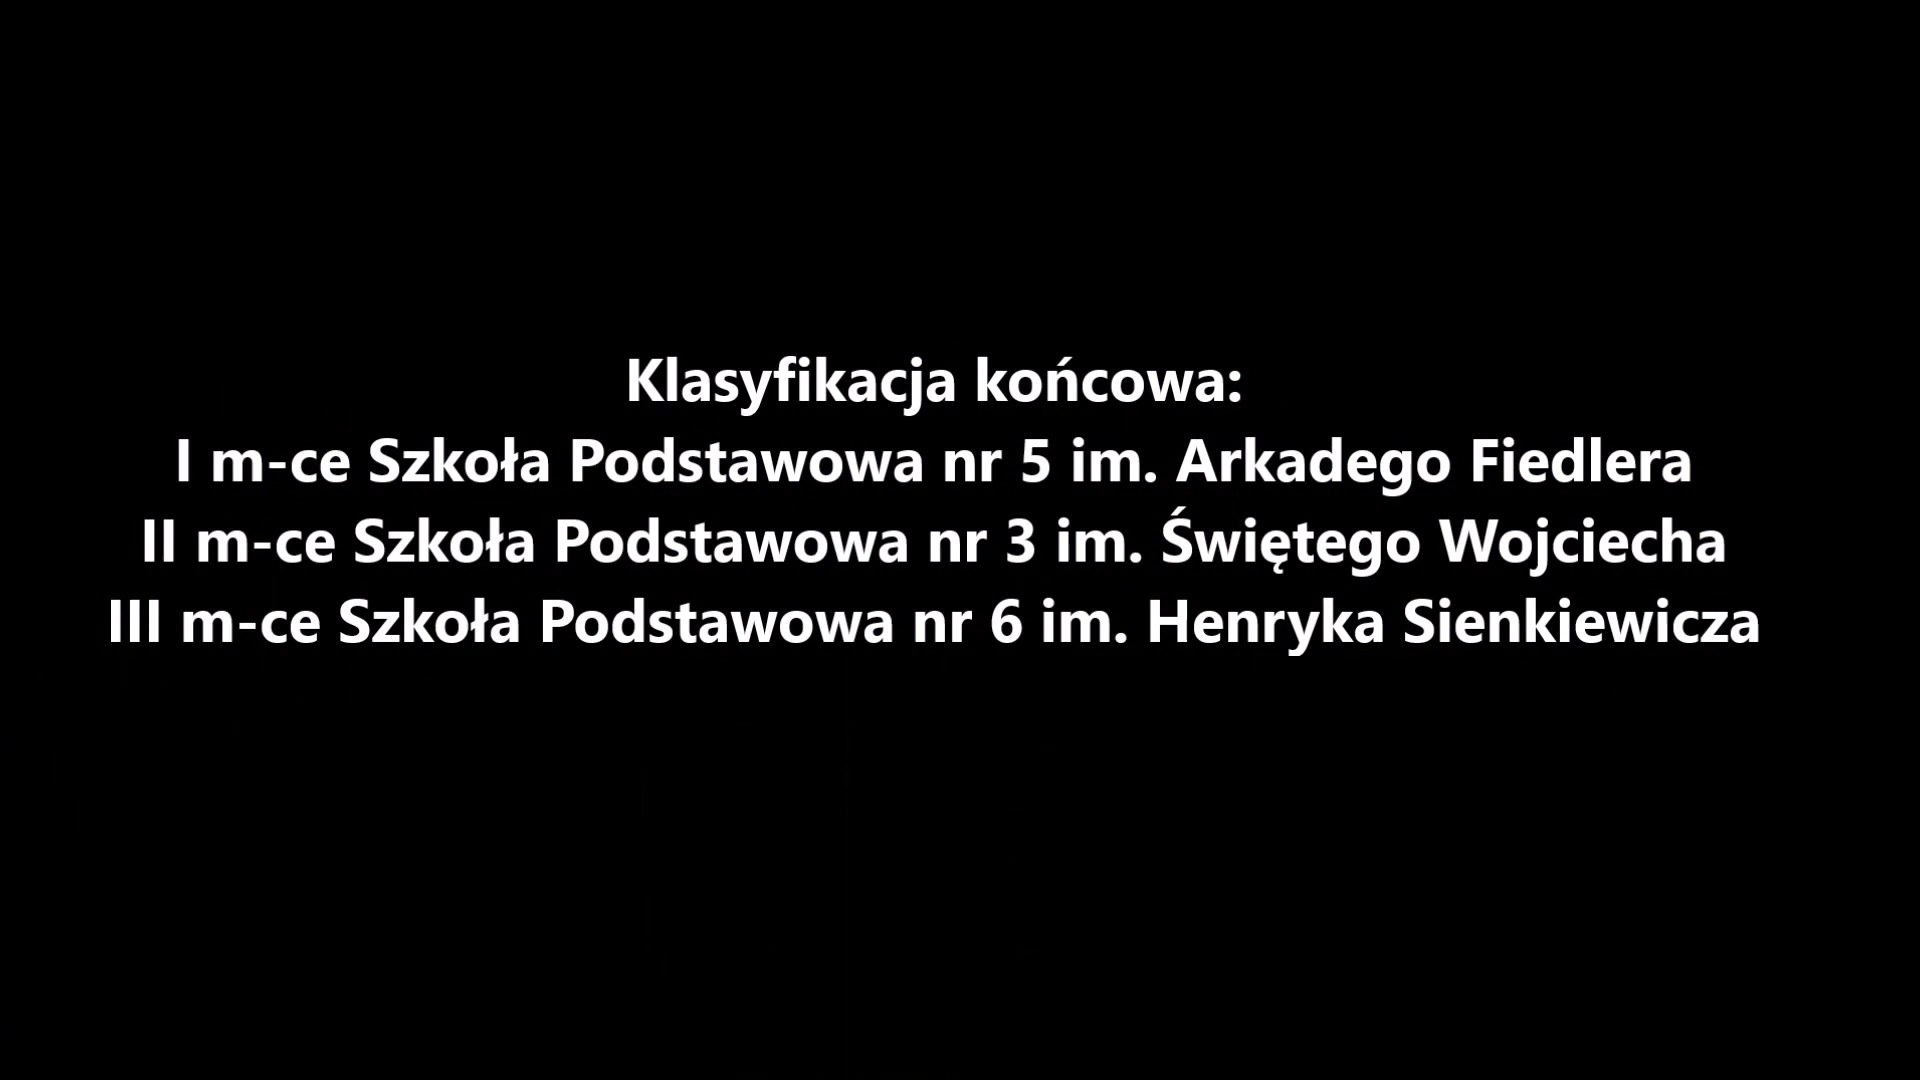 Klasyfikacja końcowa:
I m-ce Szkoła Podstawowa nr 5 im. Arkadego Fiedlera
II m-ce Szkoła Podstawowa nr 3 im. Świętego Wojciecha
III m-ce Szkoła Podstawowa nr 6 im. Henryka Sienkiewicza